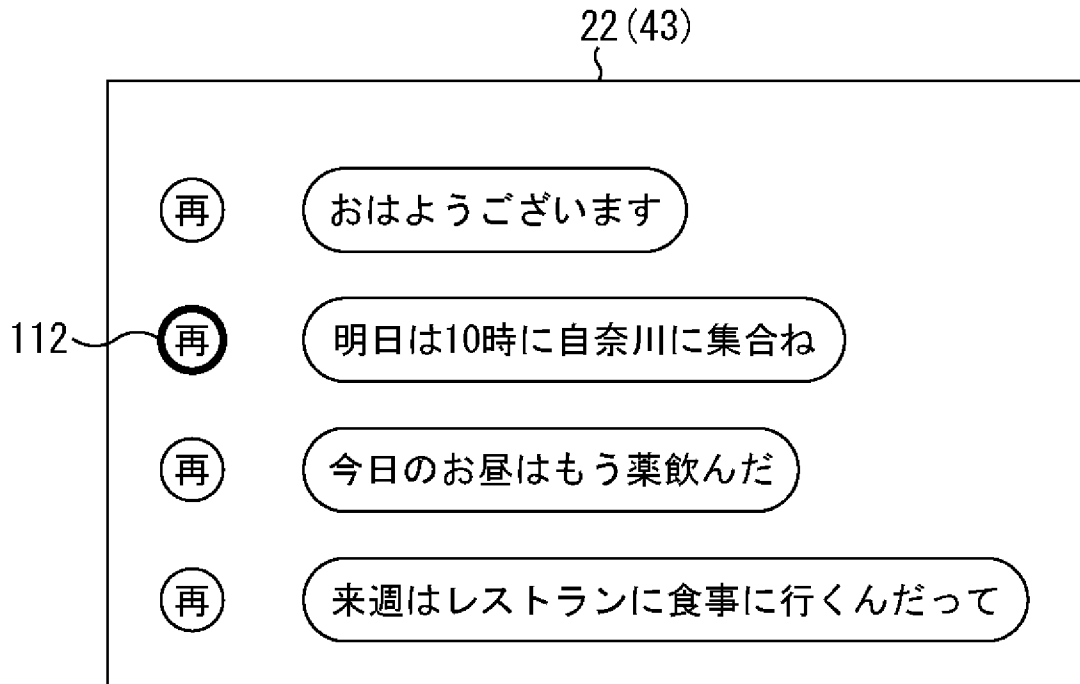 22(43)
再 おはようございます
112 再 明日は10時に自奈川に集合ね
再 今日のお昼はもう薬飲んだ
再 来週はレストランに食事に行くんだって